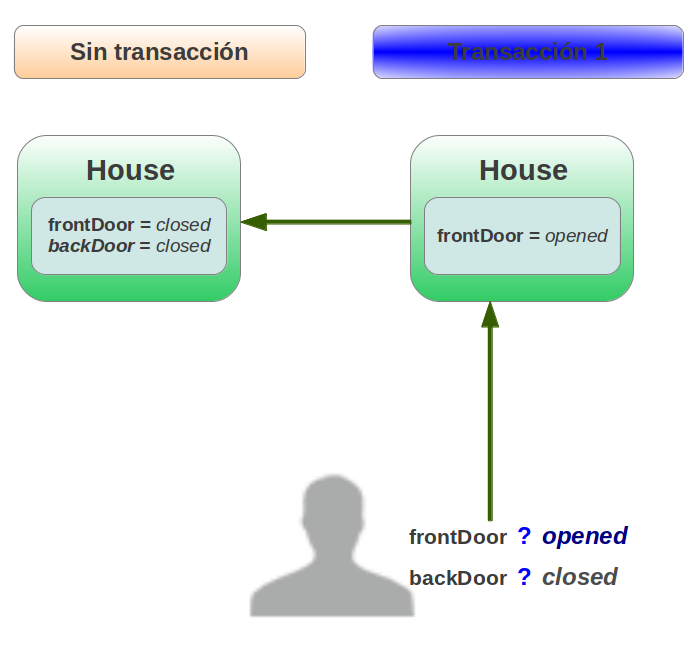 Sin transacción
Transacción 1
House
frontDoor = closed
backDoor = closed
House
frontDoor = opened
frontDoor ? opened
backDoor ? closed